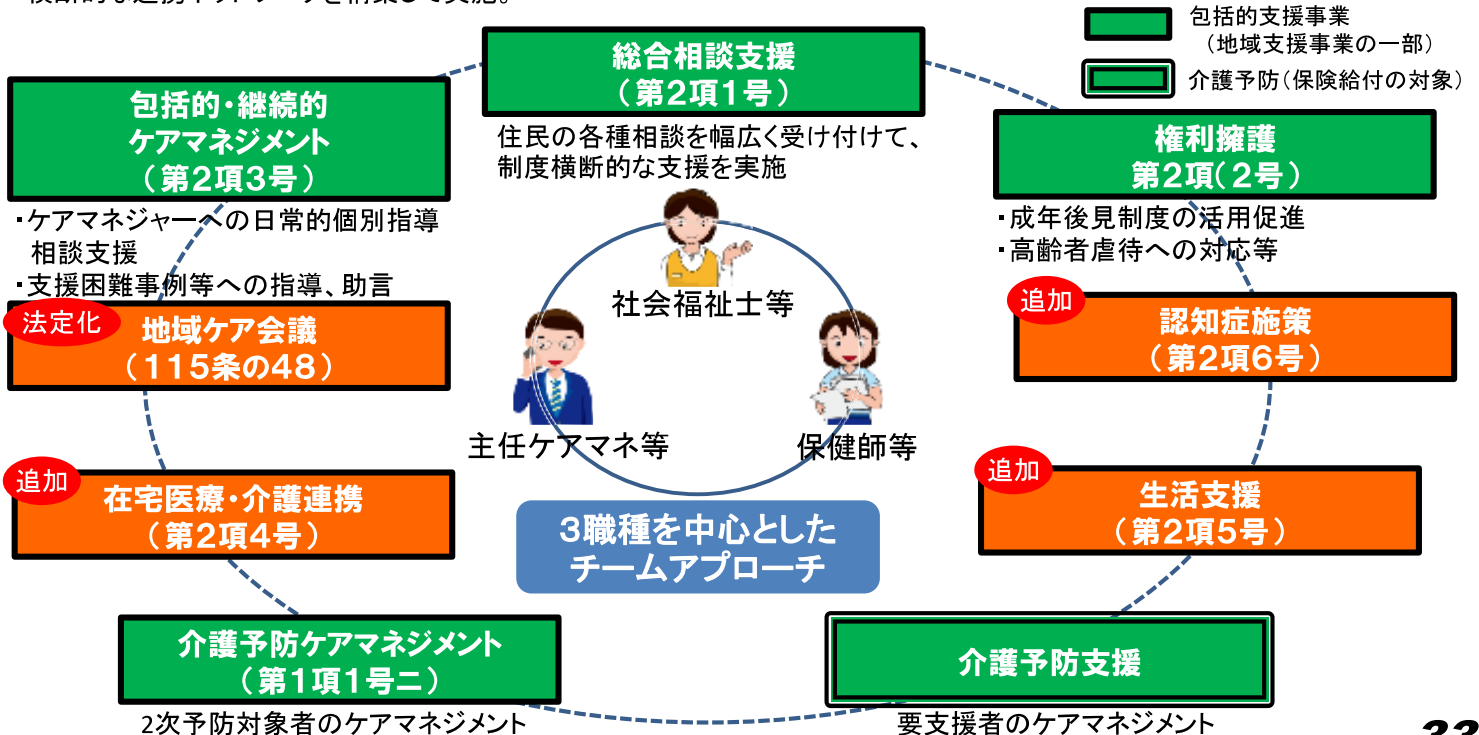 包括的支援事業
（地域支援事業の一部）
介護予防（保険給付の対象）
総合相談支援
（第２項１号）
住民の各種相談を幅広く受け付けて、
制度横断的な支援を実施
包括的・継続的
ケアマネジメント
（第２項３号）
・ケアマネジャーへの日常的個別指導
相談支援
・支援困難事例等への指導、助言
権利擁護
第２項（２号）
・成年後見制度の活用促進
・高齢者虐待への対応等
社会福祉士等
主任ケアマネ等
保健師等
３職種を中心とした
チームアプローチ
法定化
地域ケア会議
（１１５条の４８）
追加
認知症施策
（第２項６号）
追加
在宅医療・介護連携
（第２項４号）
追加
生活支援
（第２項５号）
介護予防ケアマネジメント
（第１項１号ニ）
2次予防対象者のケアマネジメント
介護予防支援
要支援者のケアマネジメント